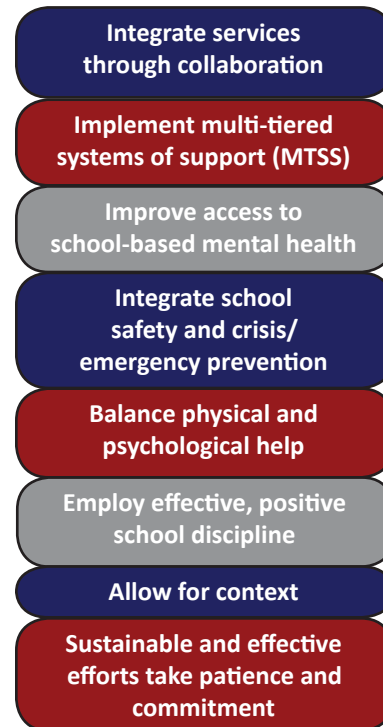 Integrate services
through collaboration
Implement multi-tiered
systems of support (MTSS)
Improve access to
school-based mental health
Integrate school
safety and crisis/
emergency prevention
Balance physical and
psychological help
Employ effective, positive
school discipline
Allow for context
Sustainable and effective
efforts take patience and
commitment